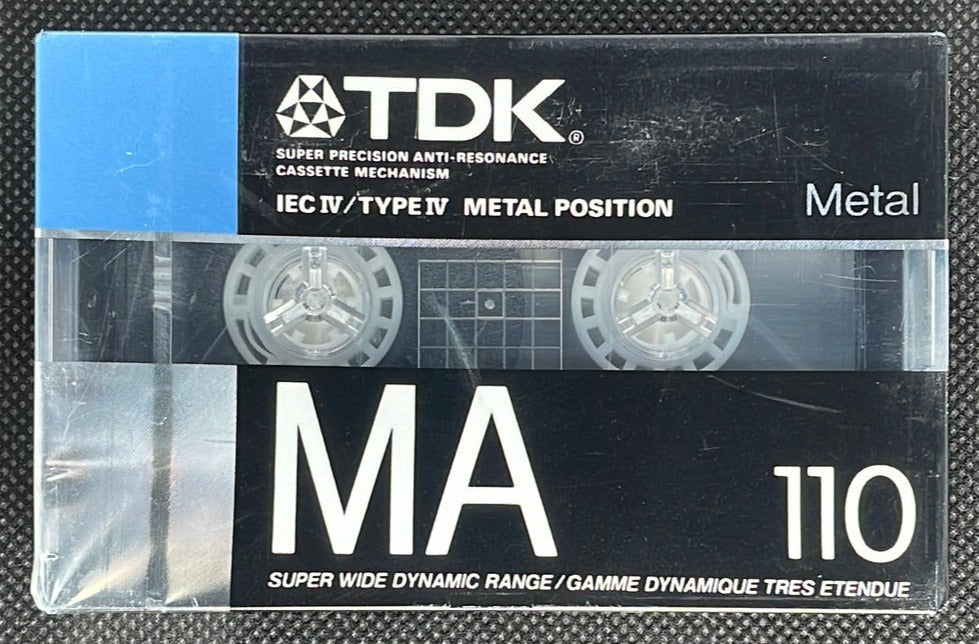 TDK®
SUPER PRECISION ANTI-RESONANCE
CASSETTE MECHANISM
IEC IV/TYPE IV METAL POSITION
Metal
MA
110
SUPER WIDE DYNAMIC RANGE/GAMME DYNAMIQUE TRES ETENDUE